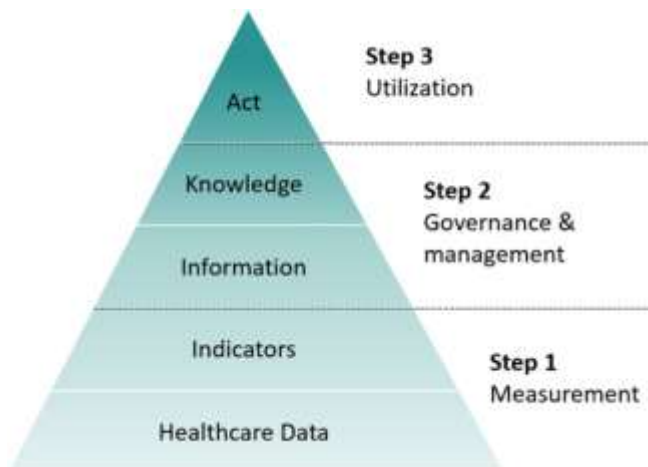 Step 3
Utilization
Act
Knowledge
Step 2
Governance &
management
Information
Indicators
Step 1
Measurement
Healthcare Data